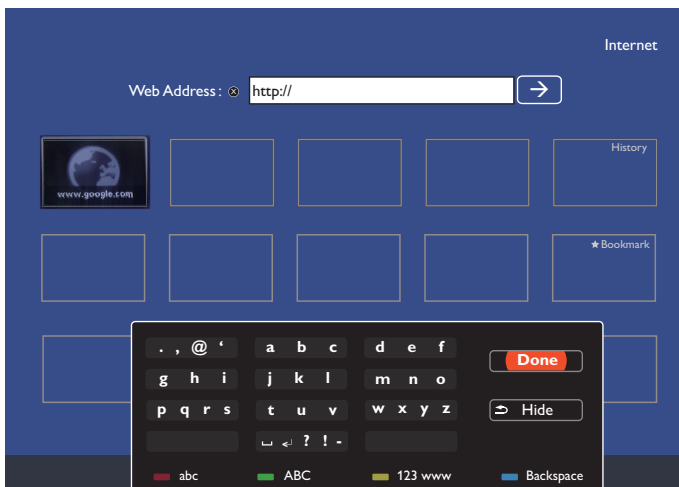 Internet
Web Address : ⓧ http:// →
History
www.google.com
★Bookmark
. , @ ‘ a b c d e f
Done
g h i j k l m n o
p q r s t u v w x y z
Hide
␣ ↲ ? ! -
abc ABC 123 www Backspace